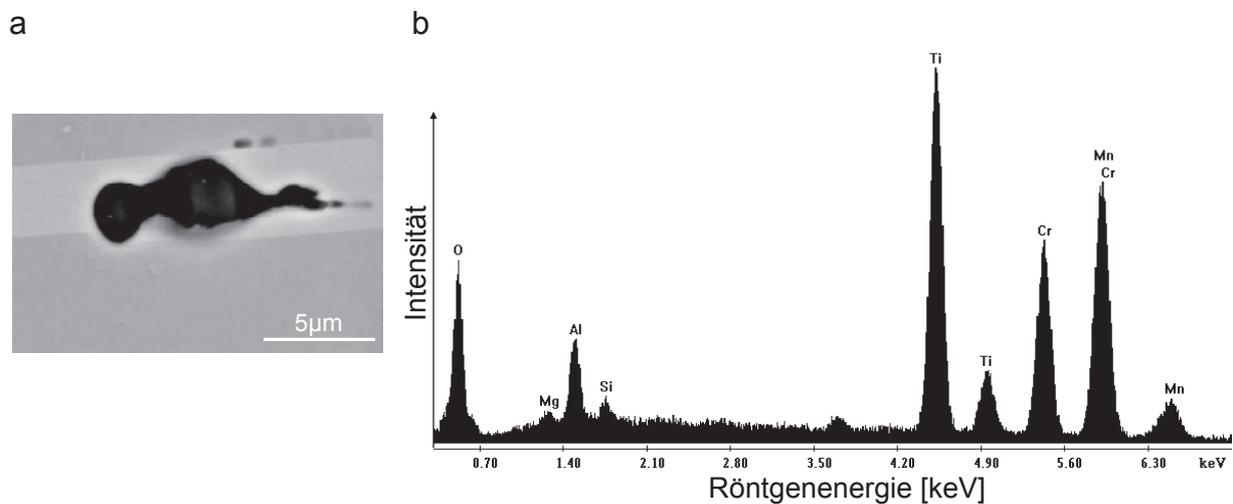 a
5µm
b
Intensität
O
Mg
Al
Si
Ti
Ti
Cr
Mn
Cr
Mn
0.70 1.40 2.10 2.80 3.50 4.20 4.90 5.60 6.30 keV
Röntgenenergie [keV]